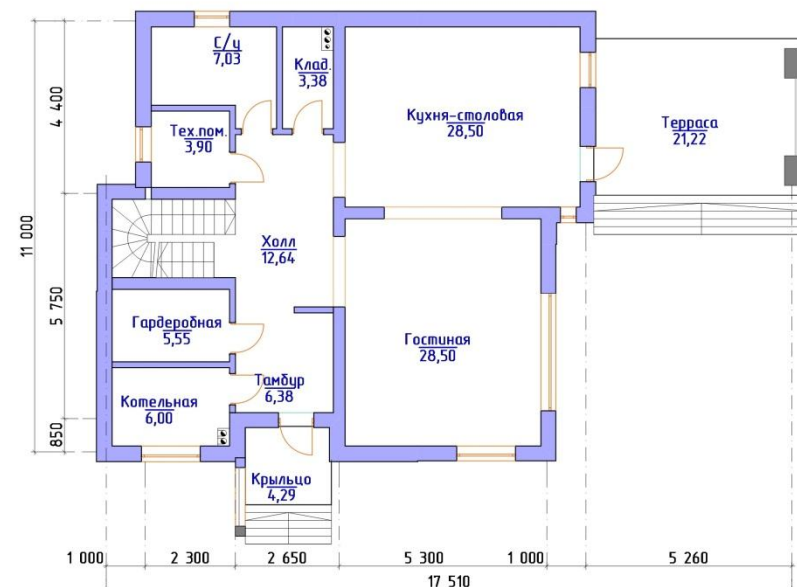 С/ч
7,03
Клад.
3,38
Кухня-столовая
28,50
Терраса
21,22
Тех.пом.
3,90
Холл
12,64
Гардеробная
5,55
Гостиная
28,50
Тамбур
6,38
Котельная
6,00
Крыльцо
4,29
4 400
11 000
5 750
850
1 000
2 300
2 650
5 300
1 000
5 260
17 510